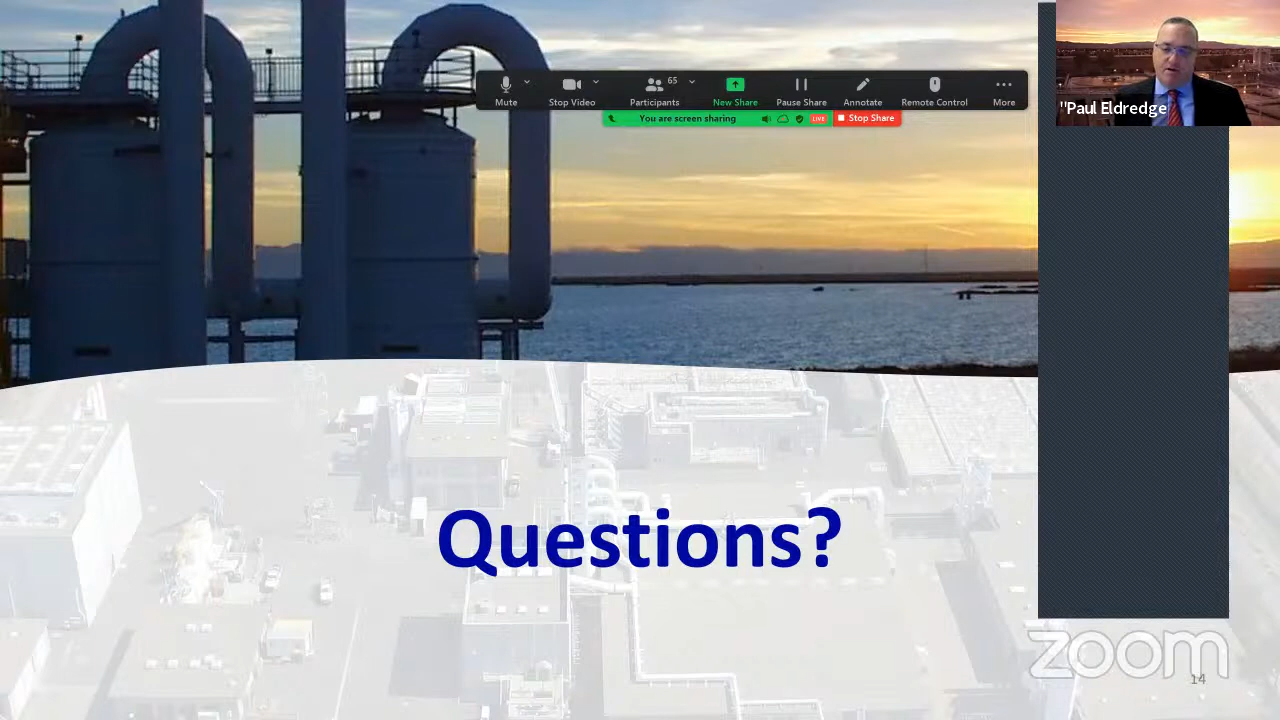 65
Mute
Stop Video
Participants
New Share
Pause Share
Annotate
Remote Control
More
You are screen sharing
LIVE
Stop Share
"Paul Eldredge
Questions?
zoom
14